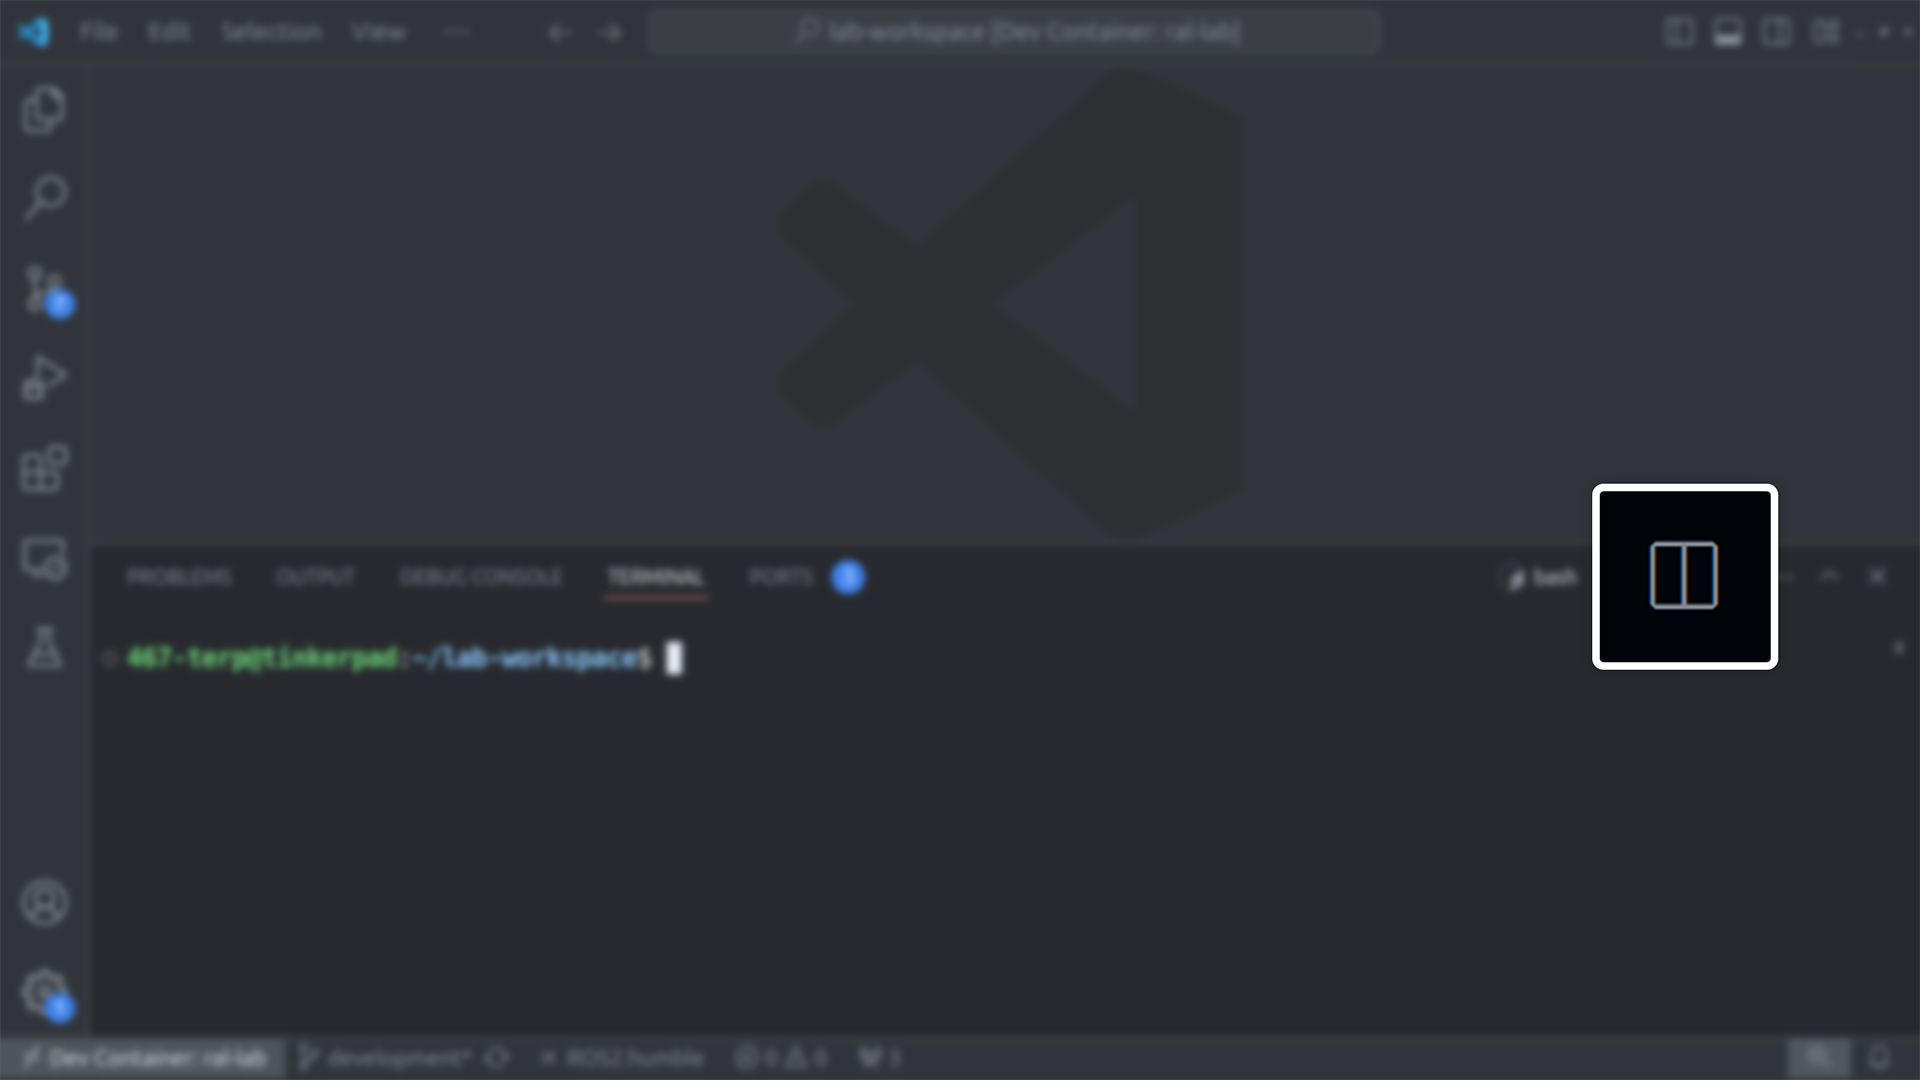 File Edit Selection View ... lab-workspace [Dev Container: ral-lab]
PROBLEMS OUTPUT DEBUG CONSOLE TERMINAL PORTS 3 bash
467-terp@tinkerpad:~/lab-workspace$
Dev Container: ral-lab development* ROS2.humble 0 0 3